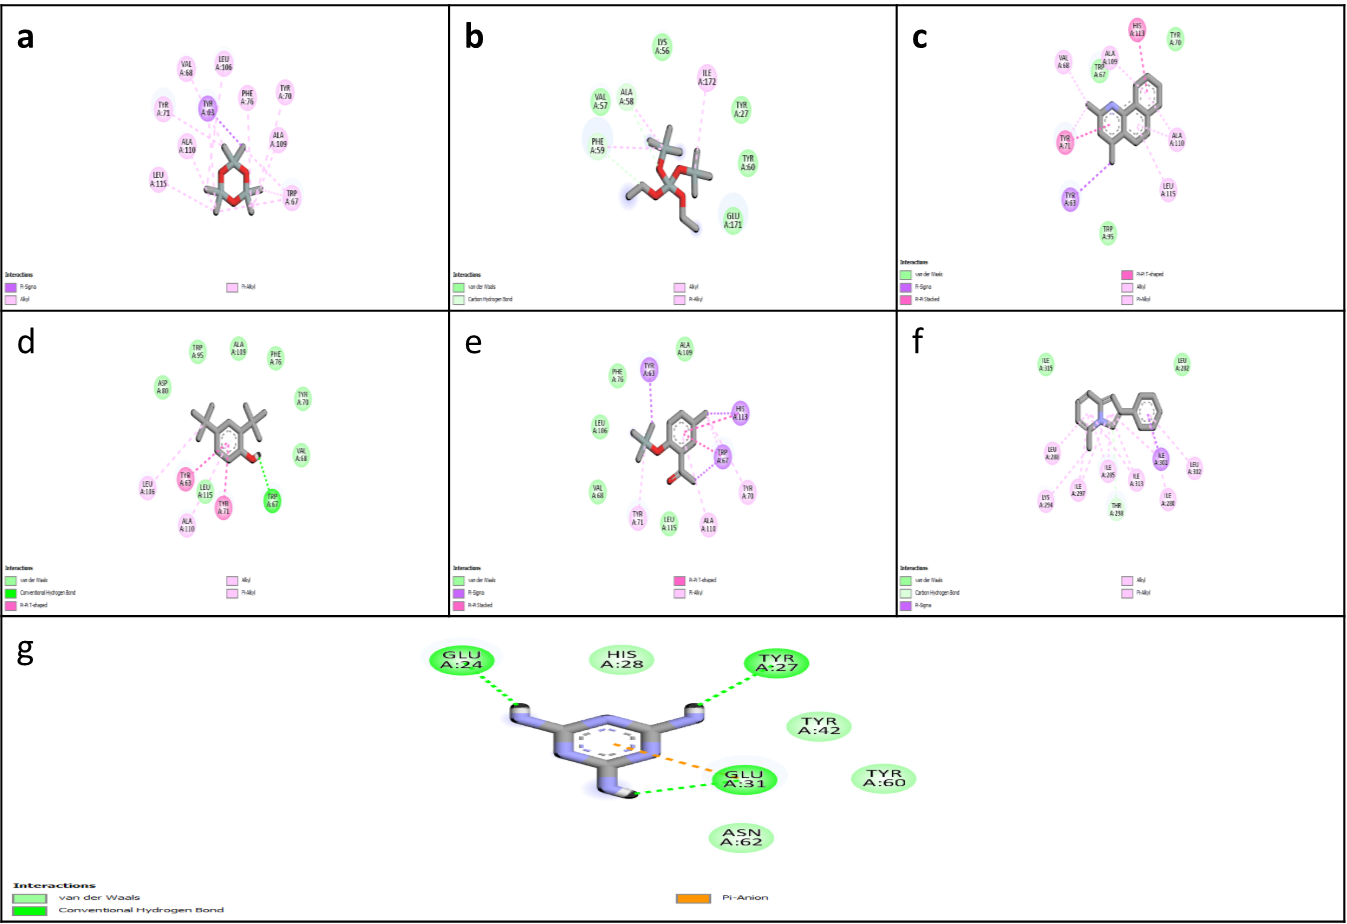 a
VAL
A:68
LEU
A:106
TYR
A:71
TYR
A:63
PHE
A:76
TYR
A:70
ALA
A:110
ALA
A:109
LEU
A:115
TRP
A:67
Interactions
Pi-Sigma
Alkyl
Pi-Alkyl
b
LYS
A:56
ILE
A:172
VAL
A:57
ALA
A:58
TYR
A:27
PHE
A:59
TYR
A:60
GLU
A:171
Interactions
van der Waals
Carbon Hydrogen Bond
Alkyl
Pi-Alkyl
c
HIS
A:113
TYR
A:70
VAL
A:68
ALA
A:109
TRP
A:67
TYR
A:71
ALA
A:110
TYR
A:63
LEU
A:115
TRP
A:95
Interactions
van der Waals
Pi-Sigma
Pi-Pi Stacked
Pi-Pi T-shaped
Alkyl
Pi-Alkyl
d
TRP
A:95
ALA
A:109
PHE
A:76
ASP
A:80
TYR
A:70
VAL
A:68
LEU
A:106
TYR
A:63
LEU
A:115
TYR
A:71
TRP
A:67
ALA
A:110
Interactions
van der Waals
Conventional Hydrogen Bond
Pi-Pi T-shaped
Alkyl
Pi-Alkyl
e
ALA
A:109
PHE
A:76
TYR
A:63
HIS
A:113
LEU
A:106
TRP
A:67
VAL
A:68
TYR
A:70
TYR
A:71
LEU
A:115
ALA
A:110
Interactions
van der Waals
Pi-Sigma
Pi-Pi Stacked
Pi-Pi T-shaped
Pi-Alkyl
f
ILE
A:315
LEU
A:282
LEU
A:280
ILE
A:301
LEU
A:302
LYS
A:294
ILE
A:297
ILE
A:313
THR
A:298
Interactions
van der Waals
Carbon Hydrogen Bond
Pi-Sigma
Alkyl
Pi-Alkyl
g
GLU
A:24
HIS
A:28
TYR
A:27
TYR
A:42
GLU
A:31
TYR
A:60
ASN
A:62
Interactions
van der Waals
Conventional Hydrogen Bond
Pi-Anion